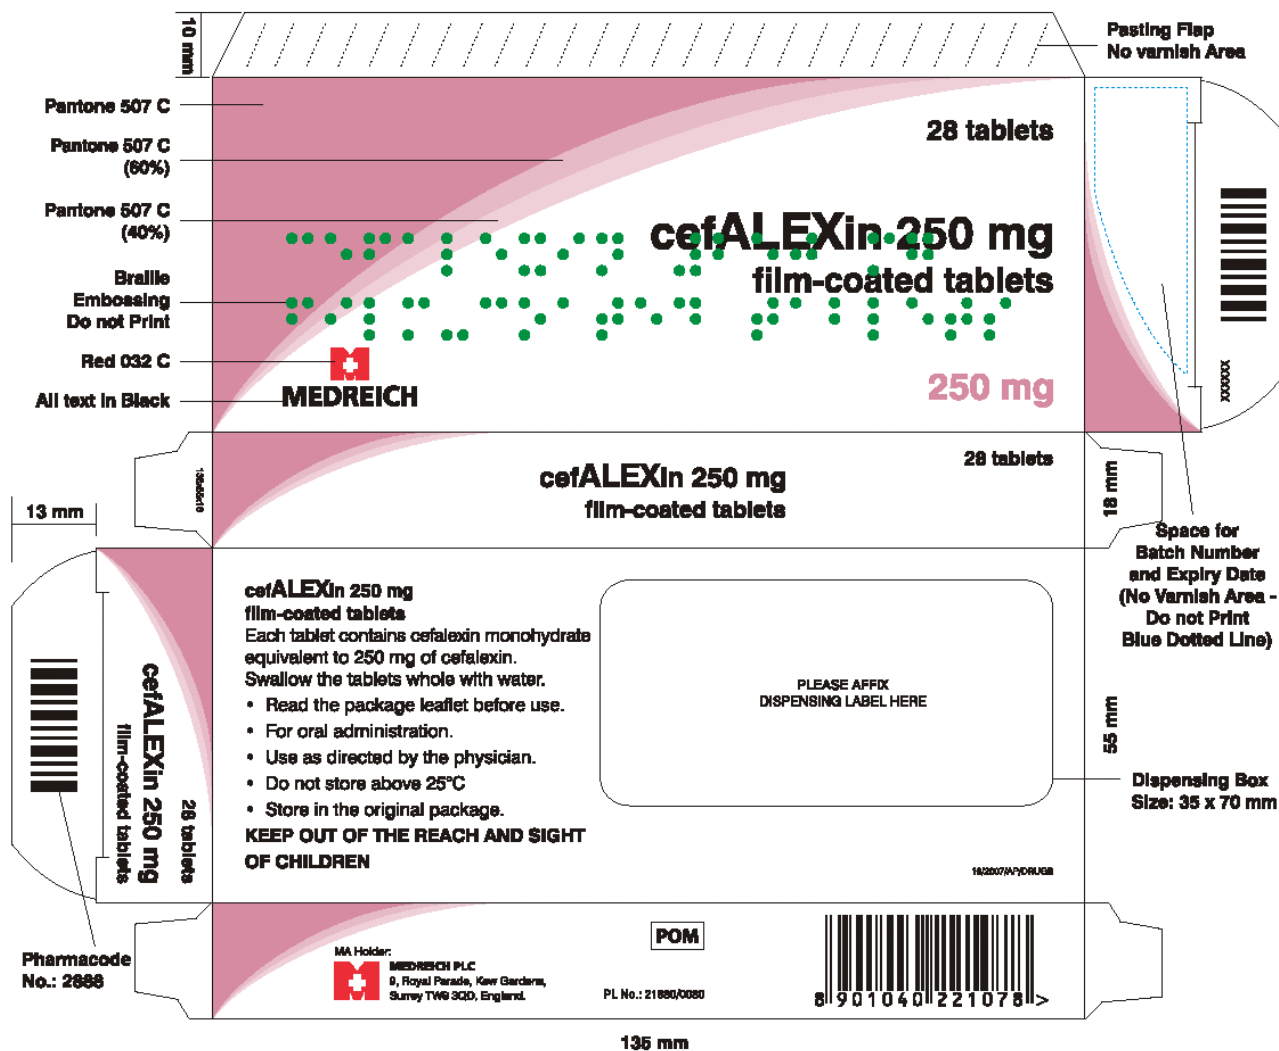 10 mm
Pasting Flap
No varnish Area
Pantone 507 C
Pantone 507 C
(60%)
Pantone 507 C
(40%)
Braille
Embossing
Do not Print
Red 032 C
All text in Black
28 tablets
cefALEXin 250 mg
film-coated tablets
MEDREICH
250 mg
XXXXXX
135x55x18
cefALEXin 250 mg
film-coated tablets
28 tablets
18 mm
13 mm
Space for
Batch Number
and Expiry Date
(No Varnish Area -
Do not Print
Blue Dotted Line)
cefALEXin 250 mg
film-coated tablets
28 tablets
cefALEXin 250 mg
film-coated tablets
Each tablet contains cefalexin monohydrate
equivalent to 250 mg of cefalexin.
Swallow the tablets whole with water.
• Read the package leaflet before use.
• For oral administration.
• Use as directed by the physician.
• Do not store above 25°C
• Store in the original package.
KEEP OUT OF THE REACH AND SIGHT
OF CHILDREN
PLEASE AFFIX
DISPENSING LABEL HERE
16/2007/AP/DRUGS
55 mm
Dispensing Box
Size: 35 x 70 mm
Pharmacode
No.: 2888
MA Holder:
MEDREICH PLC
9, Royal Parade, Kew Gardens,
Surrey TW9 3QD, England.
POM
PL No.: 21880/0080
8 901040 221078 >
135 mm